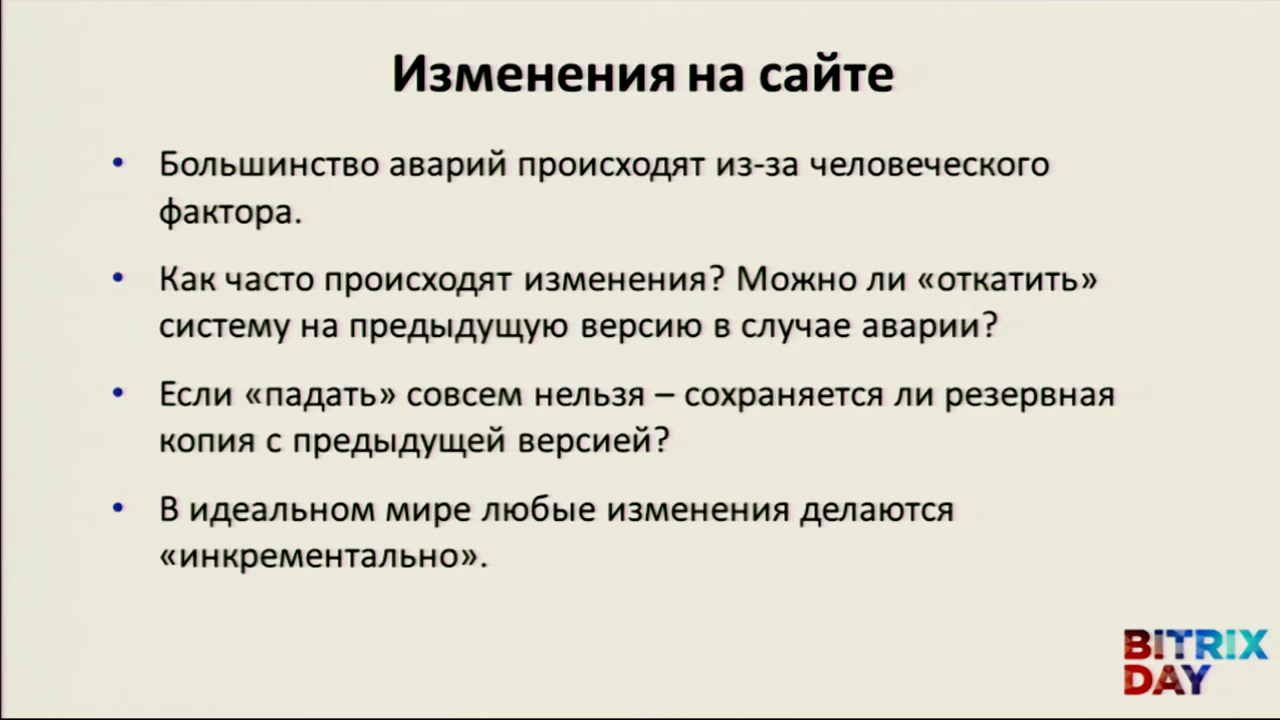 Изменения на сайте
• Большинство аварий происходят из-за человеческого
фактора.
• Как часто происходят изменения? Можно ли «откатить»
систему на предыдущую версию в случае аварии?
• Если «падать» совсем нельзя – сохраняется ли резервная
копия с предыдущей версией?
• В идеальном мире любые изменения делаются
«инкрементально».
BITRIX
DAY